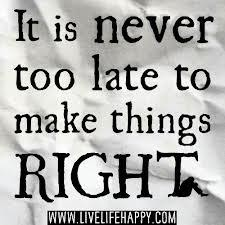 It is never
too late to
make things
RIGHT.
WWW.LIVELIFEHAPPY.COM